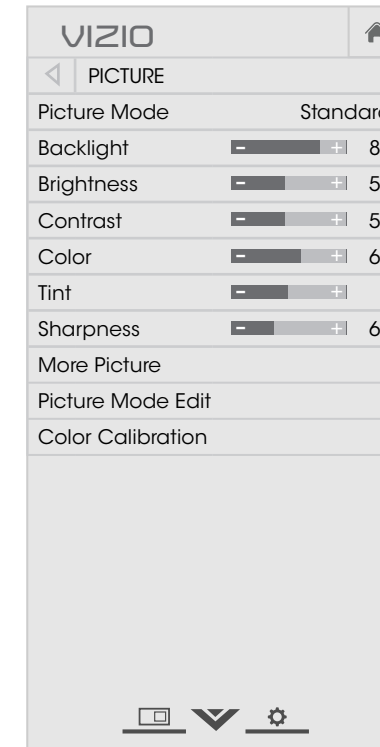 VIZIO
PICTURE
Picture Mode Standar
Backlight - + 8
Brightness - + 5
Contrast - + 5
Color - + 6
Tint - +
Sharpness - + 6
More Picture
Picture Mode Edit
Color Calibration